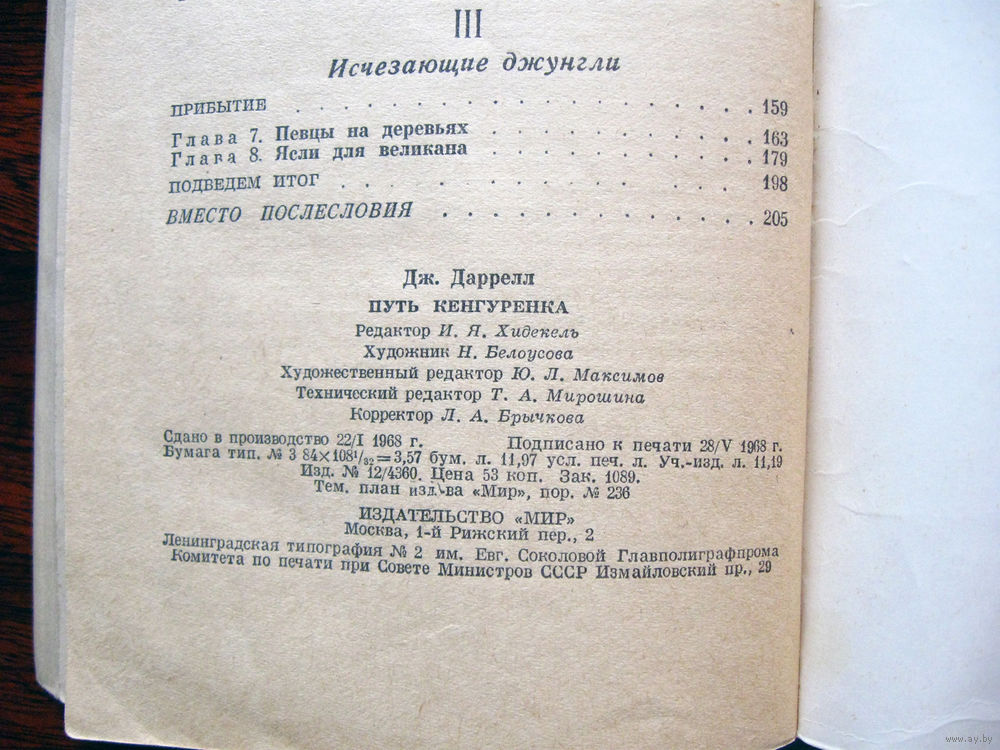 III
Исчезающие джунгли
ПРИБЫТИЕ . . . . . . . . . . . . . . . . . 159
Глава 7. Певцы на деревьях . . . . . . . . . . 163
Глава 8. Ясли для великана . . . . . . . . . . 179
ПОДВЕДЕМ ИТОГ . . . . . . . . . . . . . . 198
ВМЕСТО ПОСЛЕСЛОВИЯ . . . . . . . . . . . . 205
Дж. Даррелл
ПУТЬ КЕНГУРЕНКА
Редактор И. Я. Хидекель
Художник Н. Белоусова
Художественный редактор Ю. Л. Максимов
Технический редактор Т. А. Мирошина
Корректор Л. А. Брычкова
Сдано в производство 22/I 1968 г. Подписано к печати 28/V 1968 г.
Бумага тип. № 3 84×108¹/₃₂=3,57 бум. л. 11,97 усл. печ. л. Уч.-изд. л. 11,19
Изд. № 12/4360. Цена 53 коп. Зак. 1089.
Тем. план изд-ва «Мир», пор. № 236
ИЗДАТЕЛЬСТВО «МИР»
Москва, 1-й Рижский пер., 2
Ленинградская типография № 2 им. Евг. Соколовой Главполиграфпрома
Комитета по печати при Совете Министров СССР Измайловский пр., 29
www.ay.by